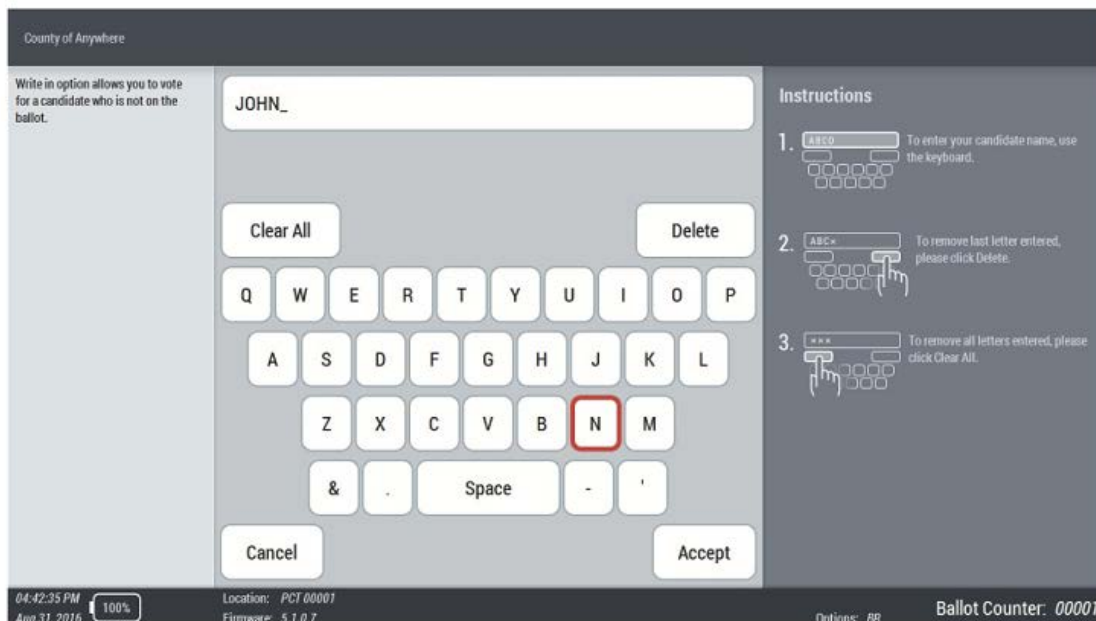 County of Anywhere
Write in option allows you to vote
for a candidate who is not on the
ballot.
JOHN_
Clear All
Delete
Q W E R T Y U I O P
A S D F G H J K L
Z X C V B N M
& . Space - '
Cancel
Accept
Instructions
1.
ABCD
To enter your candidate name, use
the keyboard.
2.
ABC×
To remove last letter entered,
please click Delete.
3.
×××
To remove all letters entered, please
click Clear All.
04:42:35 PM
Aug 31, 2016
100%
Location: PCT 00001
Firmware: 5.1.0.7
Options: BR
Ballot Counter: 00001